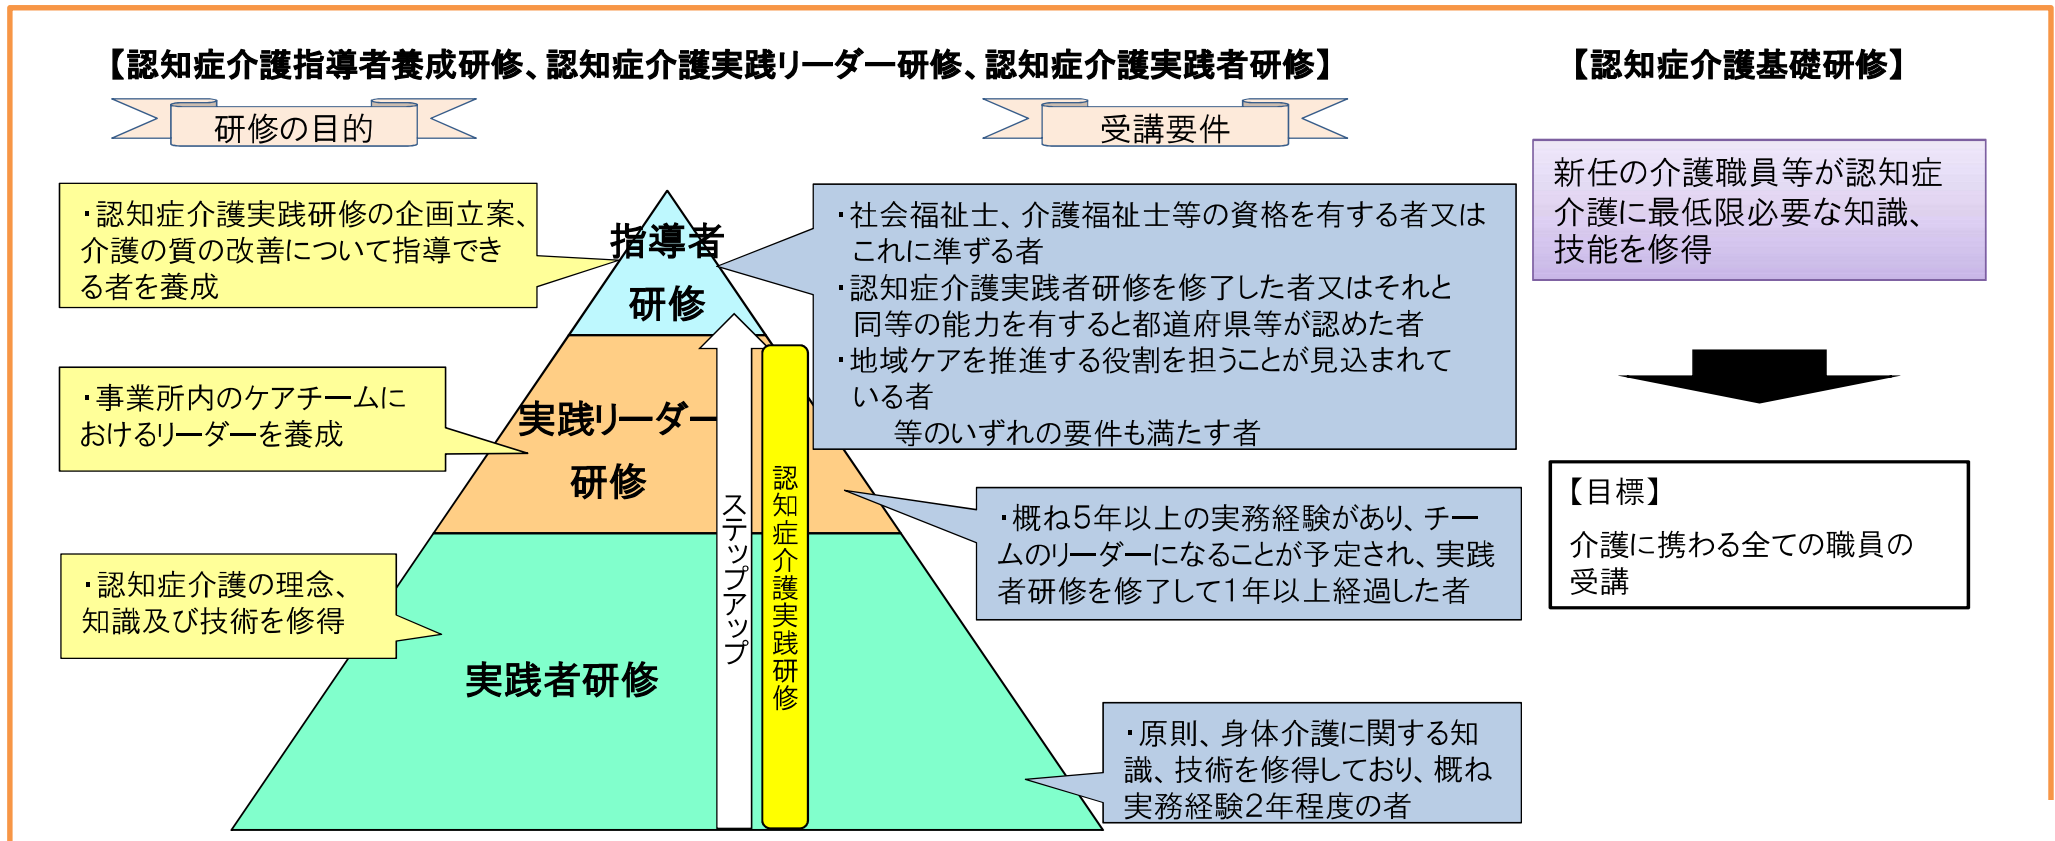 【認知症介護指導者養成研修、認知症介護実践リーダー研修、認知症介護実践者研修】
【認知症介護基礎研修】
研修の目的
受講要件
・認知症介護実践研修の企画立案、
介護の質の改善について指導でき
る者を養成
指導者
研修
・社会福祉士、介護福祉士等の資格を有する者又は
これに準ずる者
・認知症介護実践者研修を修了した者又はそれと
同等の能力を有すると都道府県等が認めた者
・地域ケアを推進する役割を担うことが見込まれて
いる者
等のいずれの要件も満たす者
新任の介護職員等が認知症
介護に最低限必要な知識、
技能を修得
・事業所内のケアチームに
おけるリーダーを養成
実践リーダー
研修
・概ね5年以上の実務経験があり、チー
ムのリーダーになることが予定され、実践
者研修を修了して1年以上経過した者
【目標】
介護に携わる全ての職員の
受講
・認知症介護の理念、
知識及び技術を修得
実践者研修
ステップアップ
認知症介護実践研修
・原則、身体介護に関する知
識、技術を修得しており、概ね
実務経験2年程度の者